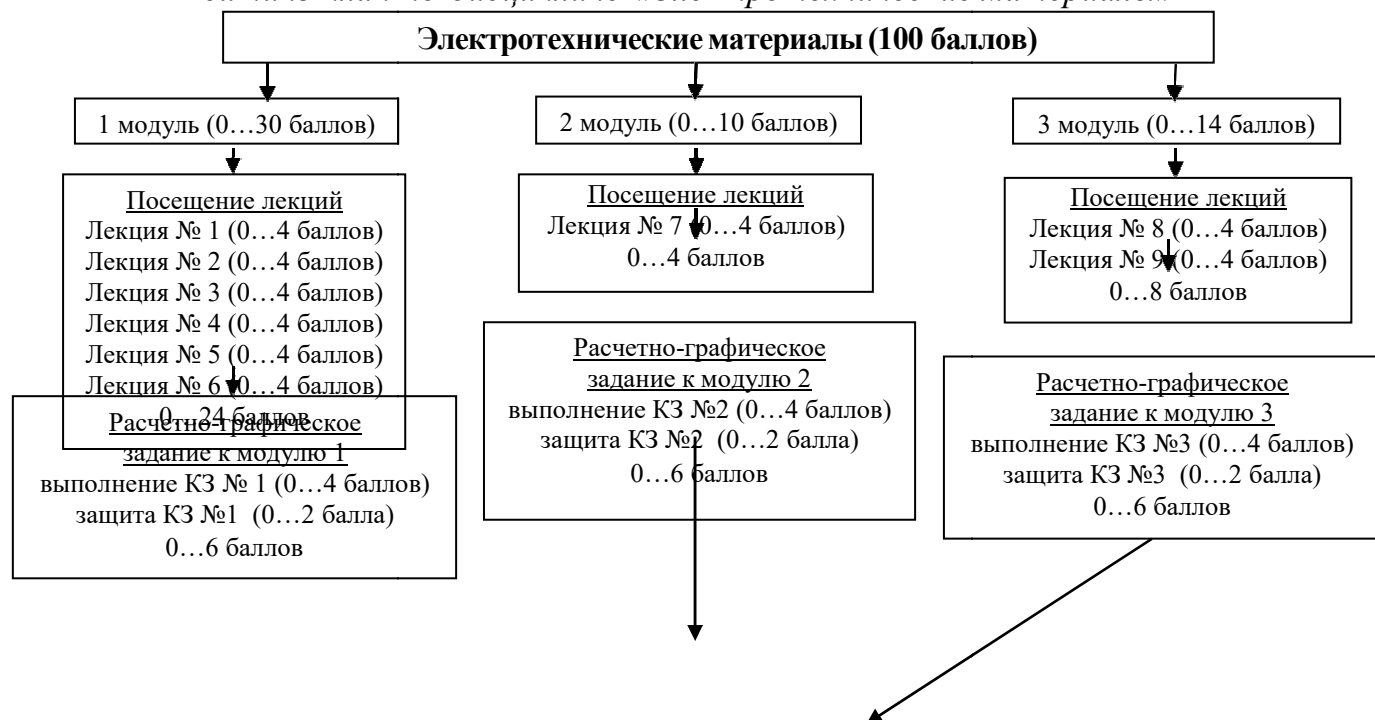 Электротехнические материалы (100 баллов)
1 модуль (0…30 баллов)
Посещение лекций
Лекция № 1 (0…4 баллов)
Лекция № 2 (0…4 баллов)
Лекция № 3 (0…4 баллов)
Лекция № 4 (0…4 баллов)
Лекция № 5 (0…4 баллов)
Лекция № 6 (0…4 баллов)
0…24 баллов
Расчетно-графическое
задание к модулю 1
выполнение КЗ № 1 (0…4 баллов)
защита КЗ №1 (0…2 балла)
0…6 баллов
2 модуль (0…10 баллов)
Посещение лекций
Лекция № 7 (0…4 баллов)
0…4 баллов
Расчетно-графическое
задание к модулю 2
выполнение КЗ №2 (0…4 баллов)
защита КЗ №2 (0…2 балла)
0…6 баллов
3 модуль (0…14 баллов)
Посещение лекций
Лекция № 8 (0…4 баллов)
Лекция № 9 (0…4 баллов)
0…8 баллов
Расчетно-графическое
задание к модулю 3
выполнение КЗ №3 (0…4 баллов)
защита КЗ №3 (0…2 балла)
0…6 баллов